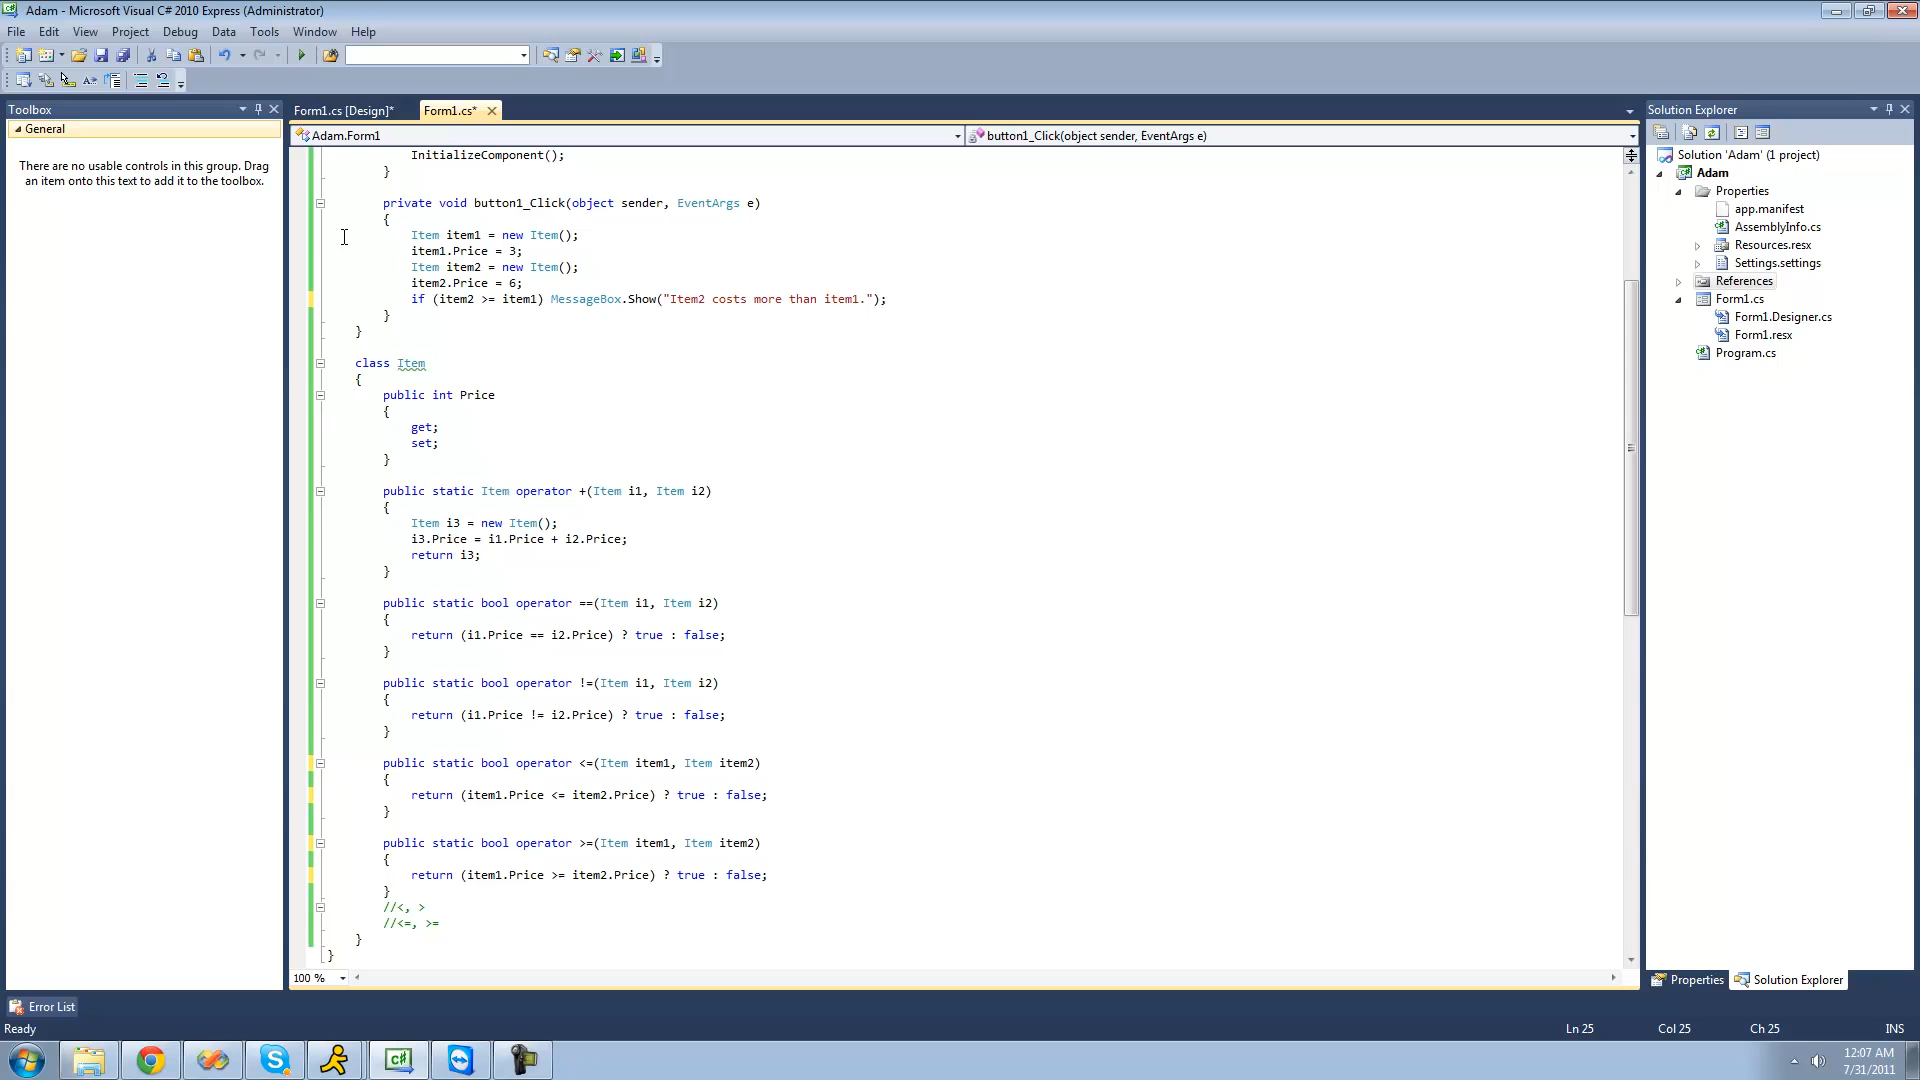 Adam - Microsoft Visual C# 2010 Express (Administrator)
File Edit View Project Debug Data Tools Window Help
Toolbox
General
There are no usable controls in this group. Drag
an item onto this text to add it to the toolbox.
Form1.cs [Design]* Form1.cs*
Adam.Form1 button1_Click(object sender, EventArgs e)
InitializeComponent();
}
private void button1_Click(object sender, EventArgs e)
{
Item item1 = new Item();
item1.Price = 3;
Item item2 = new Item();
item2.Price = 6;
if (item2 >= item1) MessageBox.Show("Item2 costs more than item1.");
}
}
class Item
{
public int Price
{
get;
set;
}
public static Item operator +(Item i1, Item i2)
{
Item i3 = new Item();
i3.Price = i1.Price + i2.Price;
return i3;
}
public static bool operator ==(Item i1, Item i2)
{
return (i1.Price == i2.Price) ? true : false;
}
public static bool operator !=(Item i1, Item i2)
{
return (i1.Price != i2.Price) ? true : false;
}
public static bool operator <=(Item item1, Item item2)
{
return (item1.Price <= item2.Price) ? true : false;
}
public static bool operator >=(Item item1, Item item2)
{
return (item1.Price >= item2.Price) ? true : false;
}
//<, >
//<=, >=
}
}
100 %
Solution Explorer
Solution 'Adam' (1 project)
Adam
Properties
app.manifest
AssemblyInfo.cs
Resources.resx
Settings.settings
References
Form1.cs
Form1.Designer.cs
Form1.resx
Program.cs
Properties Solution Explorer
Error List
Ready Ln 25 Col 25 Ch 25 INS
12:07 AM
7/31/2011